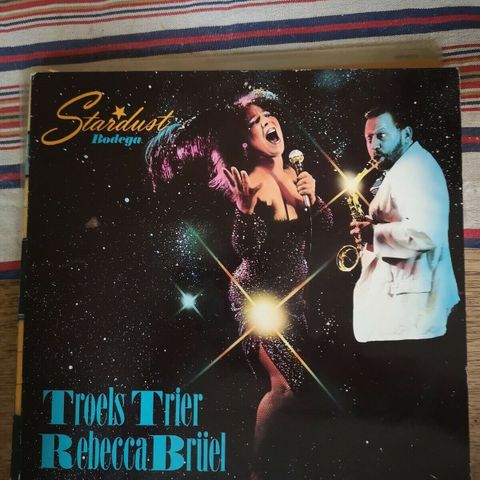 Stardust
Bodega
Troels Trier
Rebecca Brüel